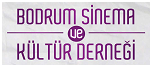 BODRUM SİNEMA
ve
KÜLTÜR DERNEĞİ